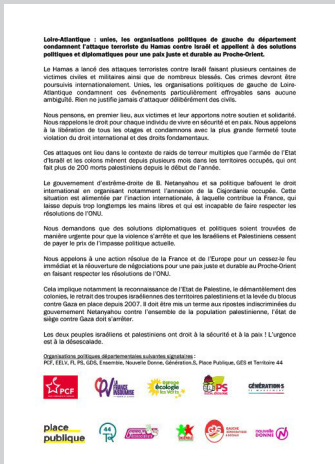 Loire-Atlantique : unies, les organisations politiques de gauche du département
condamnent l'attaque terroriste du Hamas contre Israël et appellent à des solutions
politiques et diplomatiques pour une paix juste et durable au Proche-Orient.
Le Hamas a lancé des attaques terroristes contre Israël faisant plusieurs centaines de
victimes civiles et militaires ainsi que de nombreux blessés. Ces crimes devront être
poursuivis internationalement. Unies, les organisations politiques de gauche de Loire-
Atlantique condamnent ces événements particulièrement effroyables sans aucune
ambiguïté. Rien ne justifie jamais d'attaquer délibérément des civils.
Nous pensons, en premier lieu, aux victimes et leur apportons notre soutien et solidarité.
Nous rappelons le droit pour chaque individu de vivre en sécurité et en paix. Nous appelons
à la libération de tous les otages et condamnons avec la plus grande fermeté toute
violation du droit international et des droits fondamentaux.
Ces attaques ont lieu dans le contexte de raids de terreur multiples que l'armée de l'Etat
d'Israël et les colons mènent depuis plusieurs mois dans les territoires occupés, qui ont
fait plus de 200 morts palestiniens depuis le début de l'année.
Le gouvernement d'extrême-droite de B. Netanyahou et sa politique bafouent le droit
international en organisant notamment l'annexion de la Cisjordanie occupée. Cette
situation est alimentée par l'inaction internationale, à laquelle contribue la France, qui
laisse depuis trop longtemps les mains libres et qui est incapable de faire respecter les
résolutions de l'ONU.
Nous demandons que des solutions diplomatiques et politiques soient trouvées de
manière urgente pour que la violence s'arrête et que les Israéliens et Palestiniens cessent
de payer le prix de l'impasse politique actuelle.
Nous appelons à une action résolue de la France et de l'Europe pour un cessez-le feu
immédiat et la réouverture de négociations pour une paix juste et durable au Proche-Orient
en faisant respecter les résolutions de l'ONU.
Cela implique notamment la reconnaissance de l'Etat de Palestine, le démantèlement des
colonies, le retrait des troupes israéliennes des territoires palestiniens et la levée du blocus
contre Gaza en place depuis 2007. Il doit être mis un terme aux ripostes indiscriminées du
gouvernement Netanyahou contre l'ensemble de la population palestinienne, l'état de
siège contre Gaza doit s'arrêter.
Les deux peuples israéliens et palestiniens ont droit à la sécurité et à la paix ! L'urgence
est à la désescalade.
Organisations politiques départementales suivantes signataires :
PCF, EELV, FI, PS, GDS, Ensemble, Nouvelle Donne, Génération.S, Place Publique, GES et Territoire 44
PCF
LA FRANCE INSOUMISE
europe
écologie
les verts
PS
GÉNÉRATION·S
place
publique
44
Ensemble
GAUCHE
nouvelle
DONNE